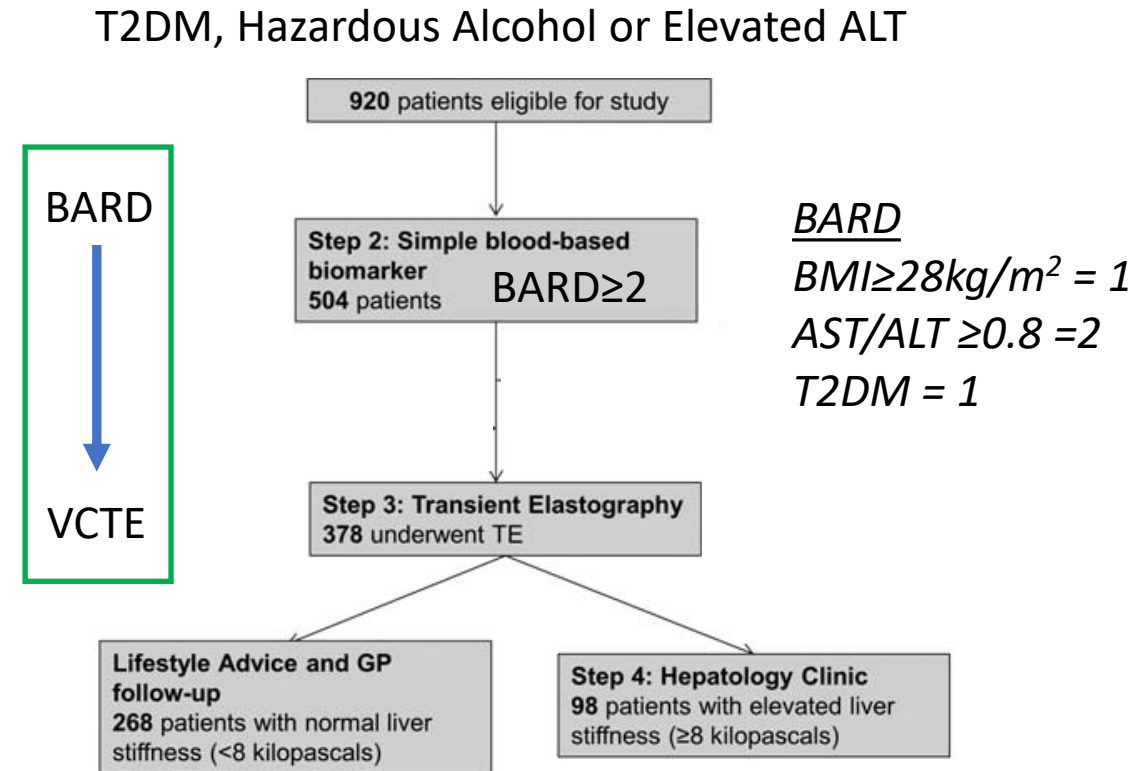 T2DM, Hazardous Alcohol or Elevated ALT
920 patients eligible for study
BARD
VCTE
Step 2: Simple blood-based
biomarker
504 patients BARD≥2
BARD
BMI≥28kg/m² = 1
AST/ALT ≥0.8 =2
T2DM = 1
Step 3: Transient Elastography
378 underwent TE
Lifestyle Advice and GP
follow-up
268 patients with normal liver
stiffness (<8 kilopascals)
Step 4: Hepatology Clinic
98 patients with elevated liver
stiffness (≥8 kilopascals)